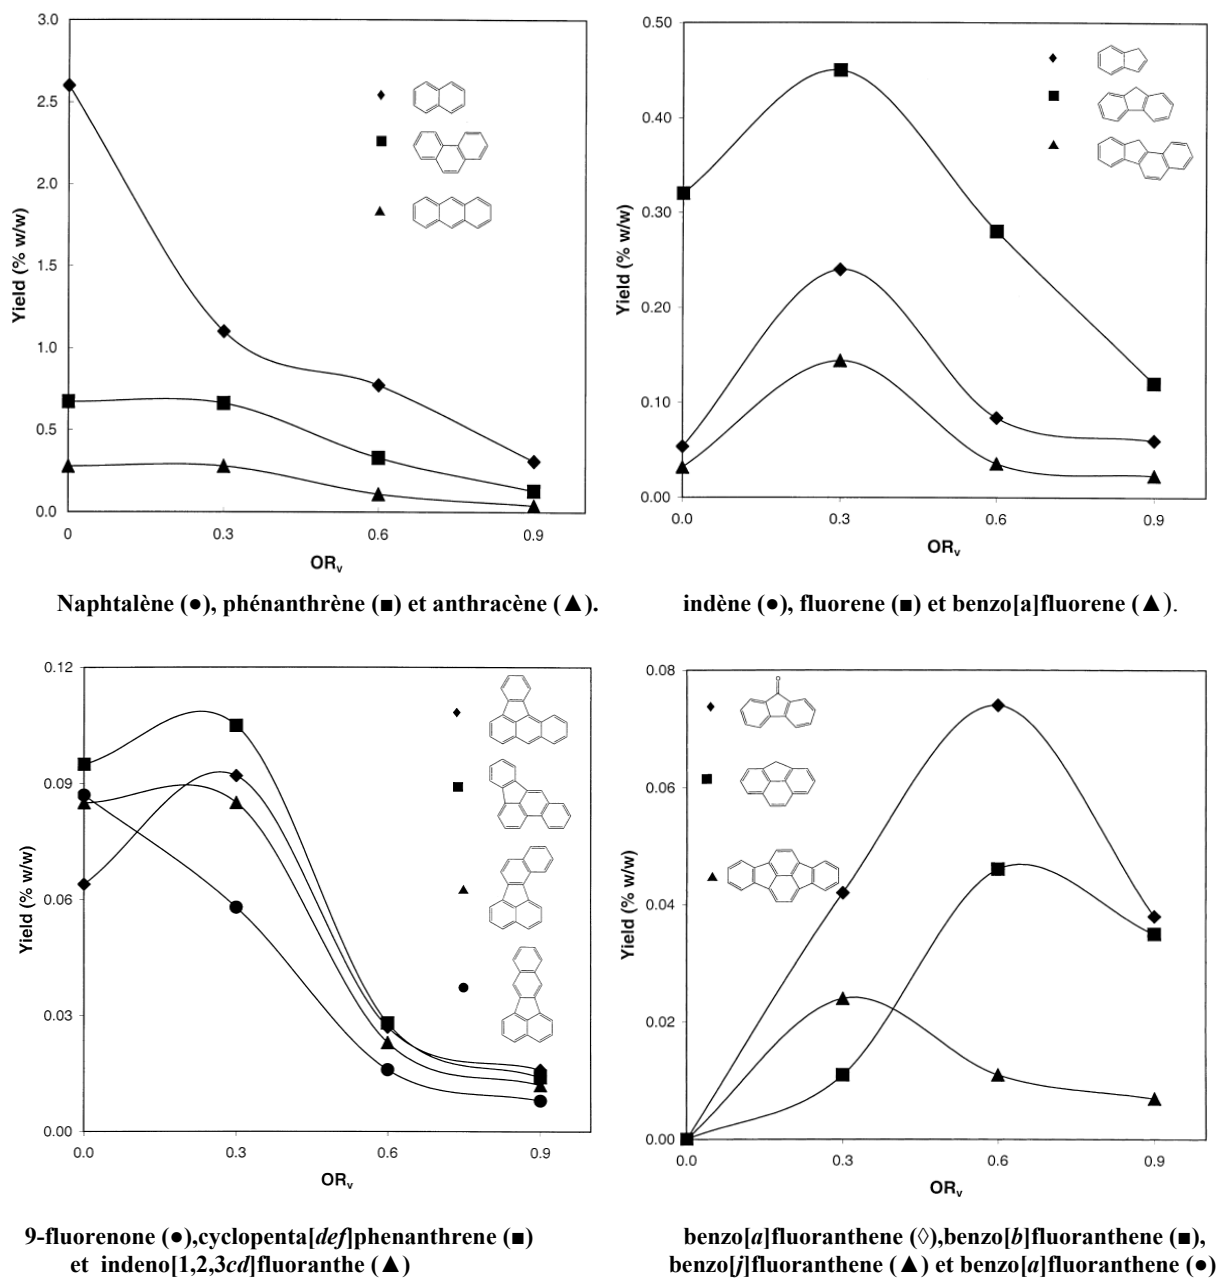 3.0
2.5
2.0
1.5
1.0
0.5
0.0
Yield (% w/w)
0
0.3
0.6
0.9
ORv
Naphtalène (●), phénanthrène (■) et anthracène (▲).
0.50
0.40
0.30
0.20
0.10
0.00
Yield (% w/w)
0.0
0.3
0.6
0.9
ORv
indène (●), fluorene (■) et benzo[a]fluorene (▲).
0.12
0.09
0.06
0.03
0.00
Yield (% w/w)
0.0
0.3
0.6
0.9
ORv
9-fluorenone (●),cyclopenta[def]phenanthrene (■)
et indeno[1,2,3cd]fluoranthe (▲)
0.08
0.06
0.04
0.02
0.00
Yield (% w/w)
O
0.0
0.3
0.6
0.9
ORv
benzo[a]fluoranthene (◊),benzo[b]fluoranthene (■),
benzo[j]fluoranthene (▲) et benzo[a]fluoranthene (●)